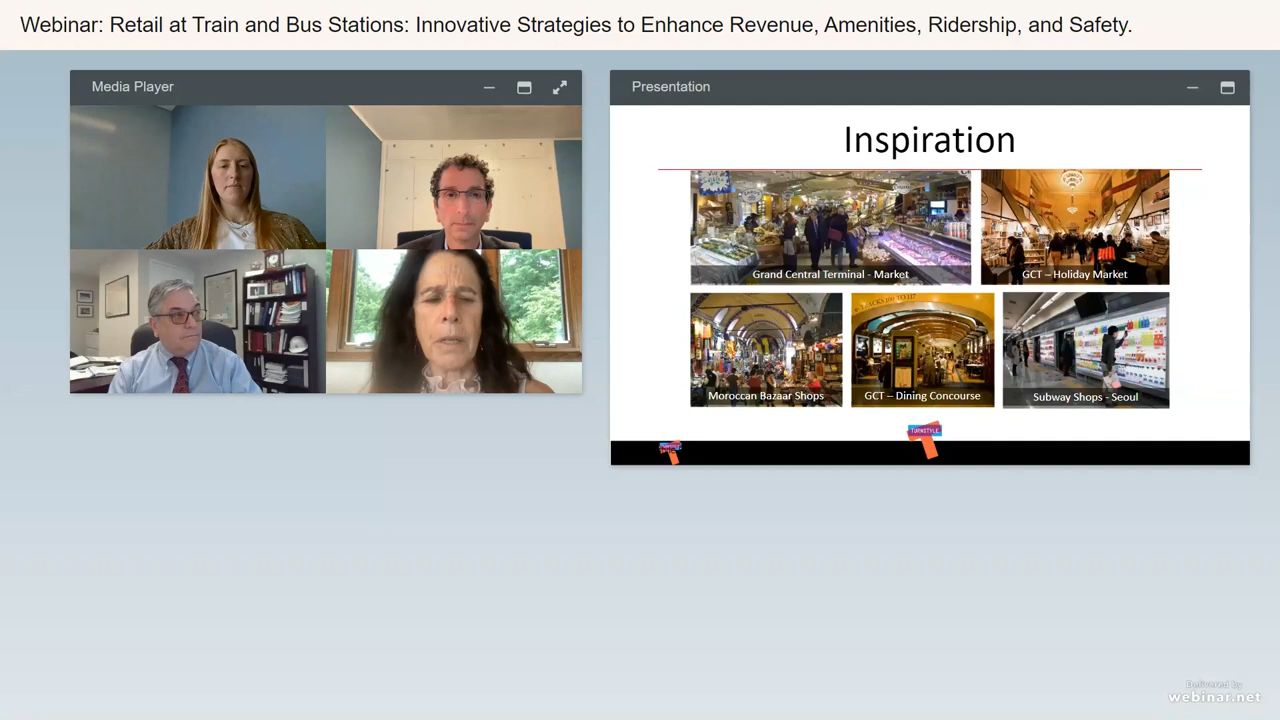 Webinar: Retail at Train and Bus Stations: Innovative Strategies to Enhance Revenue, Amenities, Ridership, and Safety.
Media Player
Presentation
Inspiration
Grand Central Terminal - Market
GCT – Holiday Market
Moroccan Bazaar Shops
GCT – Dining Concourse
Subway Shops - Seoul
TURNSTYLE
Delivered by
webinar.net